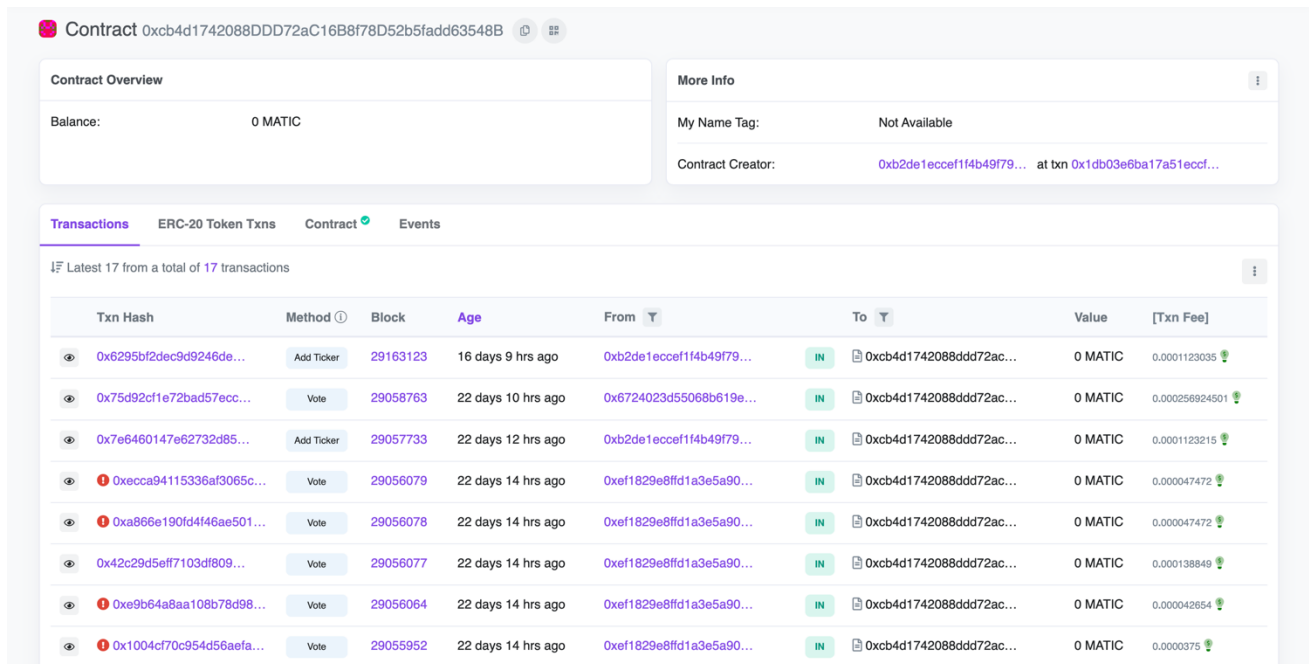 Contract 0xcb4d1742088DDD72aC16B8f78D52b5fadd63548B
Contract Overview
Balance: 0 MATIC
More Info
My Name Tag: Not Available
Contract Creator: 0xb2de1eccef1f4b49f79... at txn 0x1db03e6ba17a51eccf...
Transactions ERC-20 Token Txns Contract Events
Latest 17 from a total of 17 transactions
Txn Hash Method Block Age From To Value [Txn Fee]
0x6295bf2dec9d9246de... Add Ticker 29163123 16 days 9 hrs ago 0xb2de1eccef1f4b49f79... IN 0xcb4d1742088ddd72ac... 0 MATIC 0.0001123035
0x75d92cf1e72bad57ecc... Vote 29058763 22 days 10 hrs ago 0x6724023d55068b619e... IN 0xcb4d1742088ddd72ac... 0 MATIC 0.000256924501
0x7e6460147e62732d85... Add Ticker 29057733 22 days 12 hrs ago 0xb2de1eccef1f4b49f79... IN 0xcb4d1742088ddd72ac... 0 MATIC 0.0001123215
0xecca94115336af3065c... Vote 29056079 22 days 14 hrs ago 0xef1829e8ffd1a3e5a90... IN 0xcb4d1742088ddd72ac... 0 MATIC 0.000047472
0xa866e190fd4f46ae501... Vote 29056078 22 days 14 hrs ago 0xef1829e8ffd1a3e5a90... IN 0xcb4d1742088ddd72ac... 0 MATIC 0.000047472
0x42c29d5eff7103df809... Vote 29056077 22 days 14 hrs ago 0xef1829e8ffd1a3e5a90... IN 0xcb4d1742088ddd72ac... 0 MATIC 0.000138849
0xe9b64a8aa108b78d98... Vote 29056064 22 days 14 hrs ago 0xef1829e8ffd1a3e5a90... IN 0xcb4d1742088ddd72ac... 0 MATIC 0.000042654
0x1004cf70c954d56aefa... Vote 29055952 22 days 14 hrs ago 0xef1829e8ffd1a3e5a90... IN 0xcb4d1742088ddd72ac... 0 MATIC 0.0000375